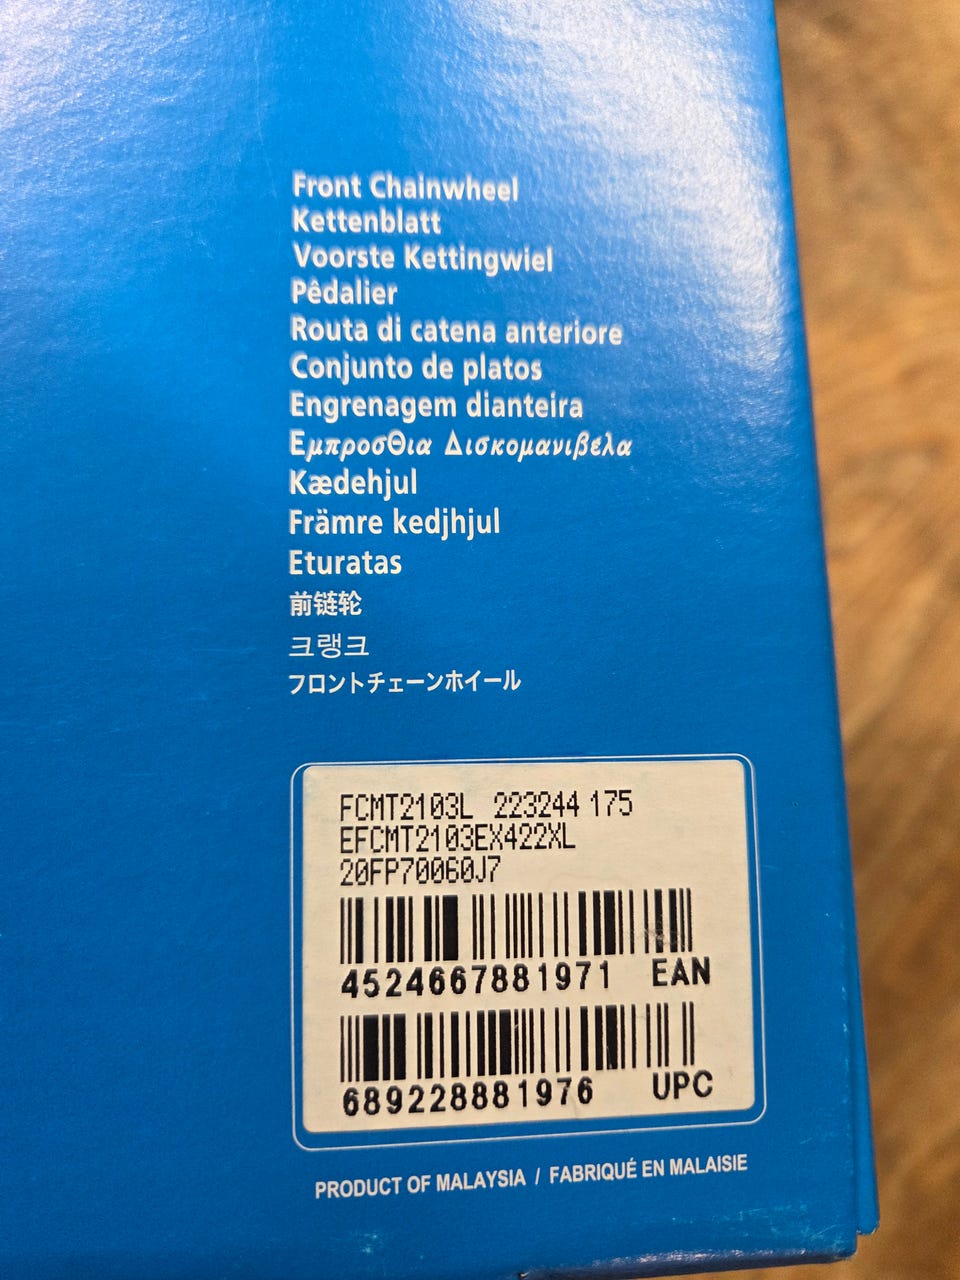 Front Chainwheel
Kettenblatt
Voorste Kettingwiel
Pêdalier
Routa di catena anteriore
Conjunto de platos
Engrenagem dianteira
ΕμπροσΘια Δισκομανιβελα
Kædehjul
Främre kedjhjul
Eturatas
前链轮
크랭크
フロントチェーンホイール
FCMT2103L 223244 175
EFCMT2103EX422XL
20FP70060J7
4524667881971 EAN
689228881976 UPC
PRODUCT OF MALAYSIA / FABRIQUÉ EN MALAISIE